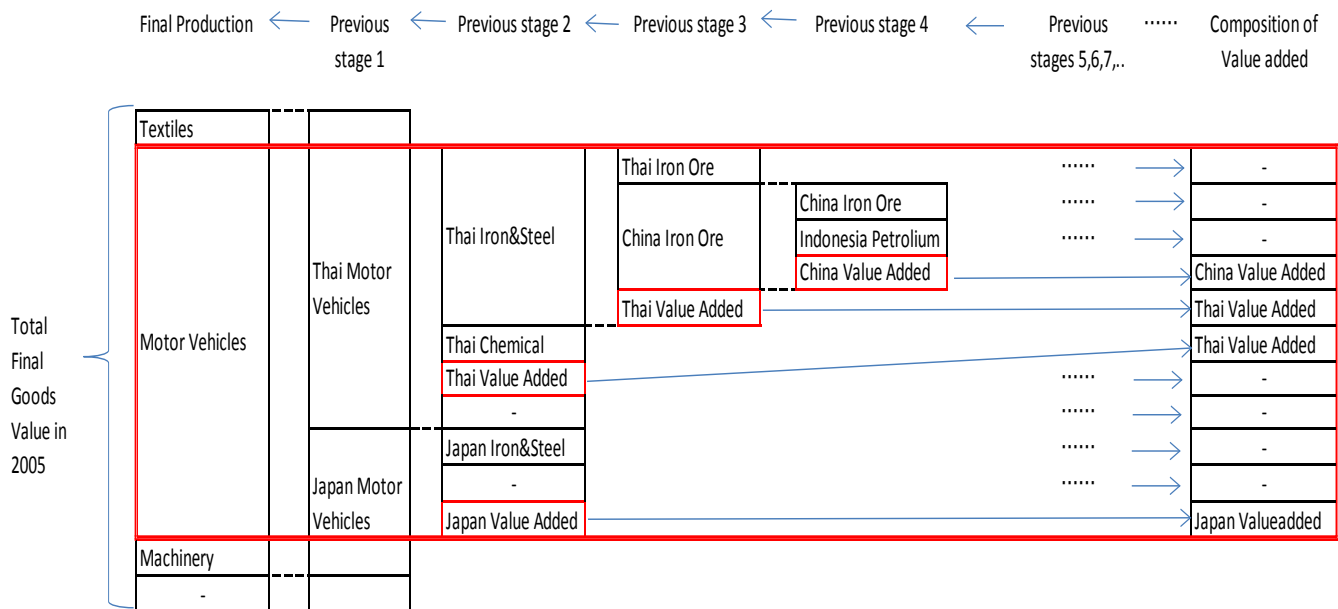 Final Production Previous Previous stage 2 Previous stage 3 Previous stage 4 Previous ······ Composition of
stage 1 stages 5,6,7,.. Value added
Textiles
Thai Iron Ore ······ -
China Iron Ore ······ -
Thai Iron&Steel China Iron Ore Indonesia Petrolium ······ -
Thai Motor China Value Added China Value Added
Vehicles Thai Value Added Thai Value Added
Total
Motor Vehicles Thai Chemical Thai Value Added
Final
Thai Value Added ······ -
Goods
- ······ -
Value in
Japan Iron&Steel ······ -
2005
Japan Motor - ······ -
Vehicles Japan Value Added Japan Valueadded
Machinery
-